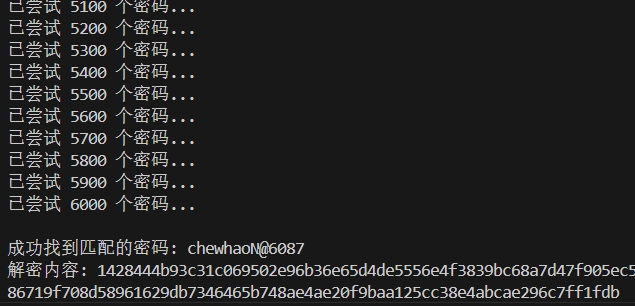 已尝试 5100 个密码...
已尝试 5200 个密码...
已尝试 5300 个密码...
已尝试 5400 个密码...
已尝试 5500 个密码...
已尝试 5600 个密码...
已尝试 5700 个密码...
已尝试 5800 个密码...
已尝试 5900 个密码...
已尝试 6000 个密码...
成功找到匹配的密码: chewhaoN@6087
解密内容: 1428444b93c31c069502e96b36e65d4de5556e4f3839bc68a7d47f905ec5
86719f708d58961629db7346465b748ae4ae20f9baa125cc38e4abcae296c7ff1fdb